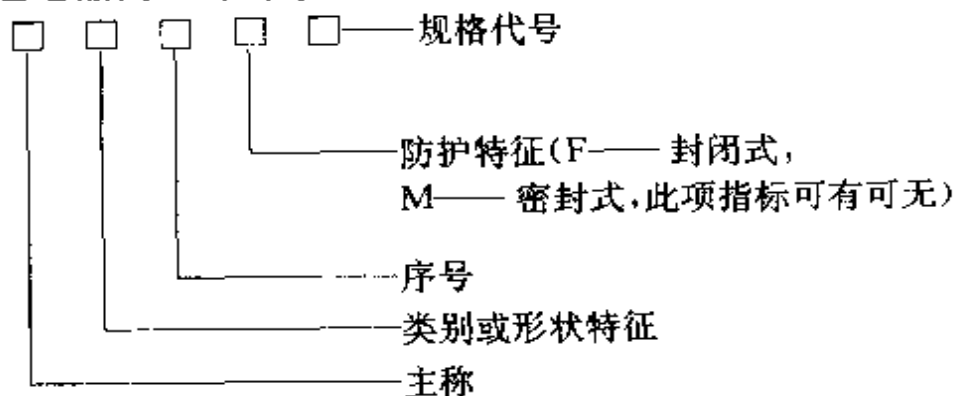 规格代号
防护特征(F——封闭式,
M——密封式,此项指标可有可无)
序号
类别或形状特征
主称